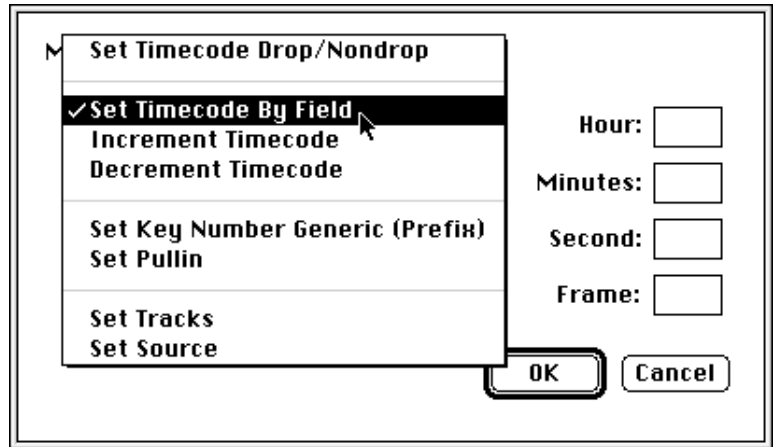 Set Timecode Drop/Nondrop
✓Set Timecode By Field
Increment Timecode
Decrement Timecode
Set Key Number Generic (Prefix)
Set Pullin
Set Tracks
Set Source
Hour:
Minutes:
Second:
Frame:
OK
Cancel